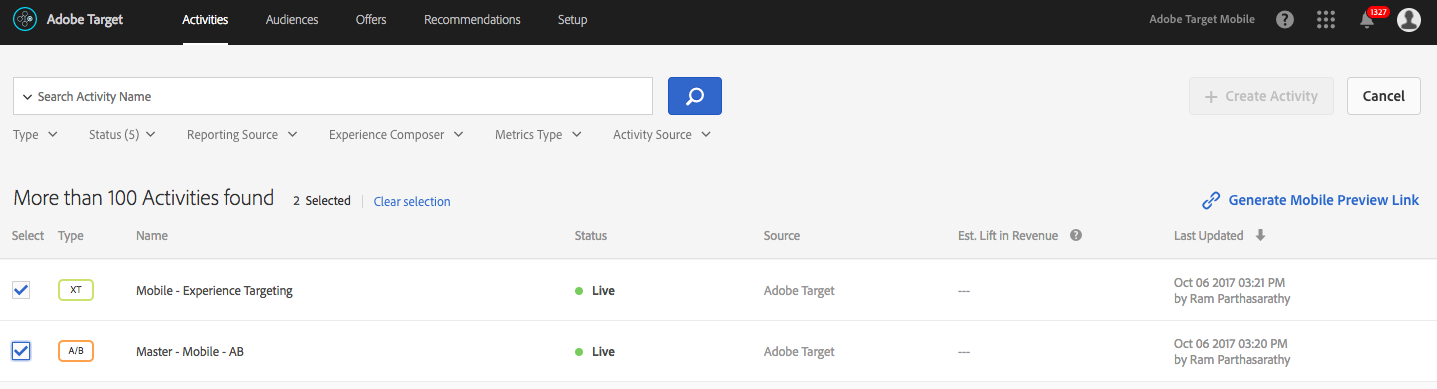 Adobe Target Activities Audiences Offers Recommendations Setup Adobe Target Mobile ? 1327
Search Activity Name + Create Activity Cancel
Type Status (5) Reporting Source Experience Composer Metrics Type Activity Source
More than 100 Activities found 2 Selected | Clear selection Generate Mobile Preview Link
Select Type Name Status Source Est. Lift in Revenue ? Last Updated
XT Mobile - Experience Targeting Live Adobe Target --- Oct 06 2017 03:21 PM
by Ram Parthasarathy
A/B Master - Mobile - AB Live Adobe Target --- Oct 06 2017 03:20 PM
by Ram Parthasarathy